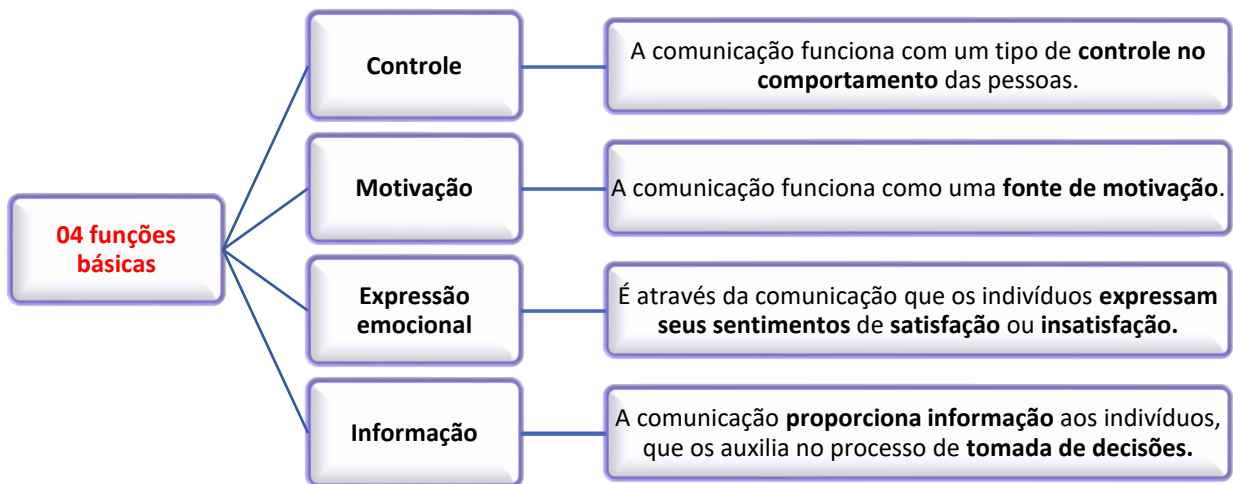 04 funções
básicas
Controle
A comunicação funciona com um tipo de controle no
comportamento das pessoas.
Motivação
A comunicação funciona como uma fonte de motivação.
Expressão
emocional
É através da comunicação que os indivíduos expressam
seus sentimentos de satisfação ou insatisfação.
Informação
A comunicação proporciona informação aos indivíduos,
que os auxilia no processo de tomada de decisões.